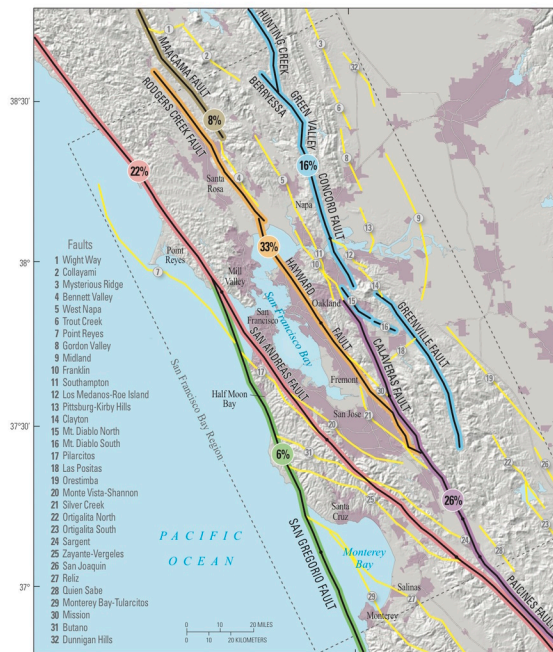 HUNTING CREEK
BERRYESSA
GREEN VALLEY
CONCORD FAULT
MAACAMA FAULT
RODGERS CREEK FAULT
38°30'
8%
16%
22%
Santa
Rosa
Napa
33%
38°
Point
Reyes
Mill
Valley
HAYWARD FAULT
Oakland
San
Francisco
San Francisco Bay
GREENVILLE FAULT
CALAVERAS FAULT
SAN ANDREAS FAULT
Fremont
Half Moon
Bay
San Jose
37°30'
San Francisco Bay Region
6%
26%
SAN GREGORIO FAULT
Santa
Cruz
Monterey
Bay
PAICINES FAULT
Salinas
Monterey
37°
PACIFIC
OCEAN
0 10 20 MILES
0 10 20 KILOMETERS
Faults
1 Wight Way
2 Collayami
3 Mysterious Ridge
4 Bennett Valley
5 West Napa
6 Trout Creek
7 Point Reyes
8 Gordon Valley
9 Midland
10 Franklin
11 Southampton
12 Los Medanos-Roe Island
13 Pittsburg-Kirby Hills
14 Clayton
15 Mt. Diablo North
16 Mt. Diablo South
17 Pilarcitos
18 Las Positas
19 Orestimba
20 Monte Vista-Shannon
21 Silver Creek
22 Ortigalita North
23 Ortigalita South
24 Sargent
25 Zayante-Vergeles
26 San Joaquin
27 Reliz
28 Quien Sabe
29 Monterey Bay-Tularcitos
30 Mission
31 Butano
32 Dunnigan Hills